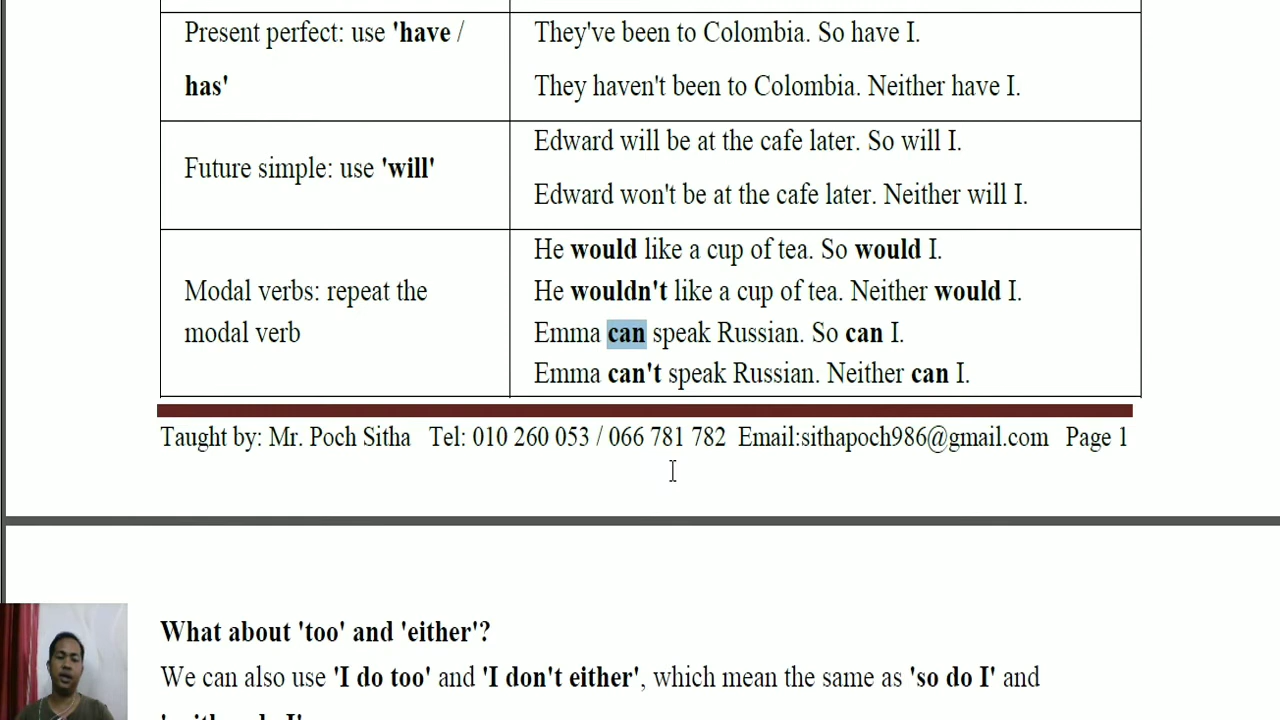 Present perfect: use 'have /
has'
They've been to Colombia. So have I.
They haven't been to Colombia. Neither have I.
Future simple: use 'will'
Edward will be at the cafe later. So will I.
Edward won't be at the cafe later. Neither will I.
Modal verbs: repeat the
modal verb
He would like a cup of tea. So would I.
He wouldn't like a cup of tea. Neither would I.
Emma can speak Russian. So can I.
Emma can't speak Russian. Neither can I.
Taught by: Mr. Poch Sitha Tel: 010 260 053 / 066 781 782 Email:sithapoch986@gmail.com Page 1
What about 'too' and 'either'?
We can also use 'I do too' and 'I don't either', which mean the same as 'so do I' and